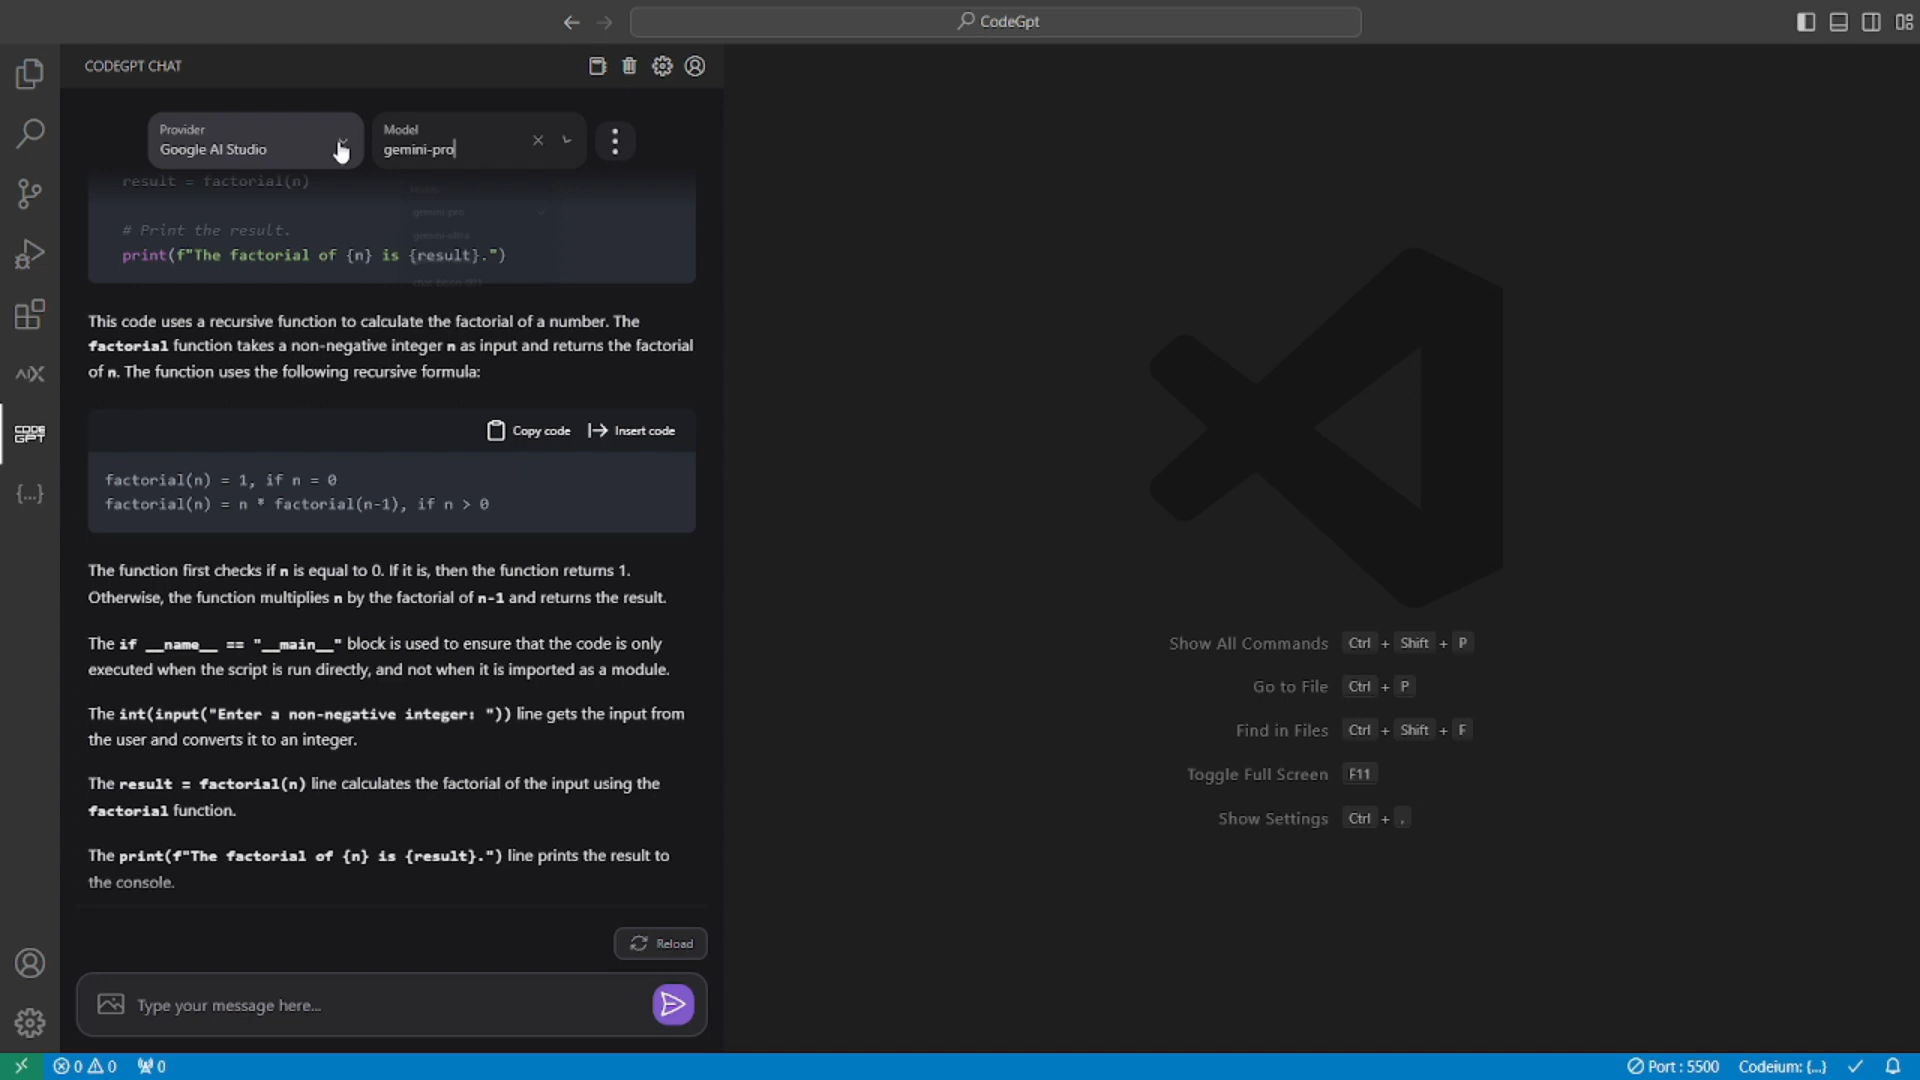 CodeGpt
CODEGPT CHAT
Provider
Google AI Studio
Model
gemini-pro
result = factorial(n)
Models
gemini-pro
gemini-ultra
# Print the result.
print(f"The factorial of {n} is {result}.")
This code uses a recursive function to calculate the factorial of a number. The
factorial function takes a non-negative integer n as input and returns the factorial
of n. The function uses the following recursive formula:
Copy code
Insert code
factorial(n) = 1, if n = 0
factorial(n) = n * factorial(n-1), if n > 0
The function first checks if n is equal to 0. If it is, then the function returns 1.
Otherwise, the function multiplies n by the factorial of n-1 and returns the result.
The if __name__ == "__main__" block is used to ensure that the code is only
executed when the script is run directly, and not when it is imported as a module.
The int(input("Enter a non-negative integer: ")) line gets the input from
the user and converts it to an integer.
The result = factorial(n) line calculates the factorial of the input using the
factorial function.
The print(f"The factorial of {n} is {result}.") line prints the result to
the console.
Reload
Type your message here...
AIX
CODE
GPT
{...}
Show All Commands Ctrl + Shift + P
Go to File Ctrl + P
Find in Files Ctrl + Shift + F
Toggle Full Screen F11
Show Settings Ctrl + ,
0 0 0
Port : 5500
Codeium: {...}